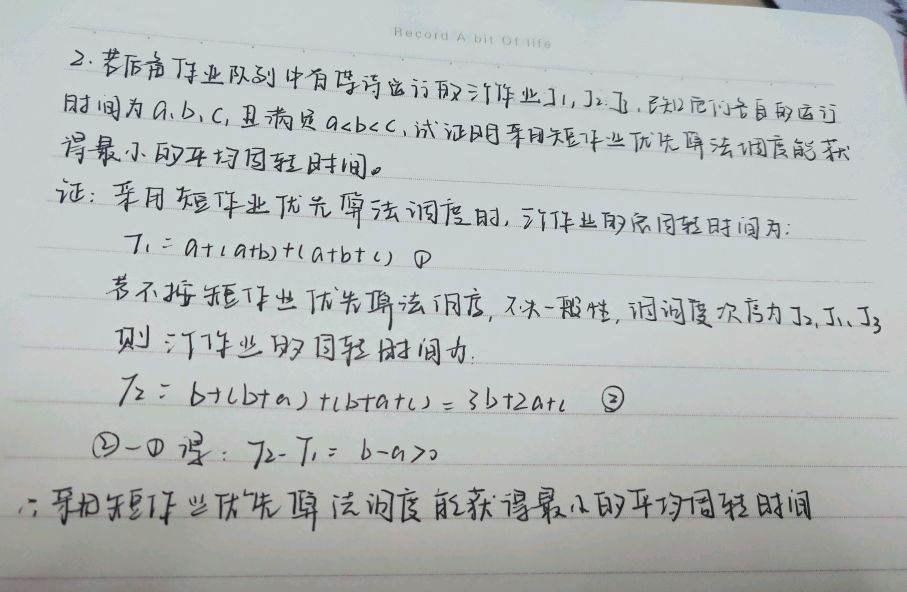 Record A bit Of life
2.若后备作业队列中有等待运行的三个作业J1,J2,J3,已知它们各自的运行
时间为a,b,c,且满足a<b<c,试证明采用短作业优先算法调度能获
得最小的平均周转时间。
证:采用短作业优先算法调度时,三个作业的总周转时间为:
T1=a+(a+b)+(a+b+c) ①
若不按短作业优先算法调度,不失一般性,调调度次序为J2,J1,J3
则三个作业的周转时间为:
T2=b+(b+a)+(b+a+c)=3b+2a+c ②
②-①得:T2-T1=b-a>0
∴采用短作业优先算法调度能获得最小的平均周转时间